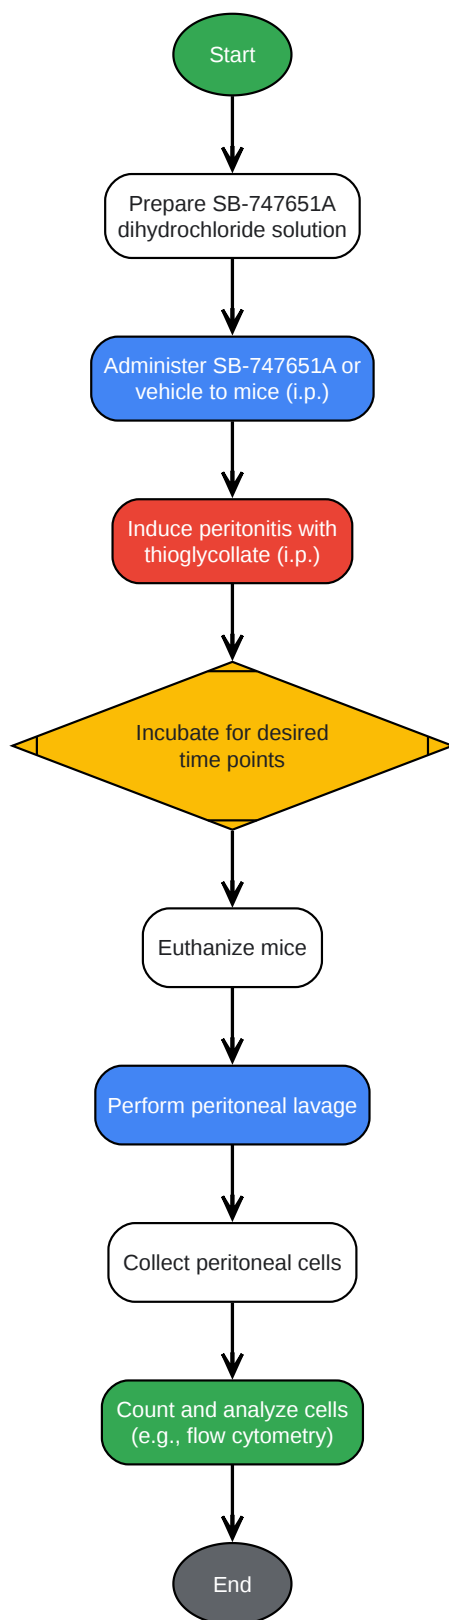 Start
Prepare SB-747651A
dihydrochloride solution
Administer SB-747651A or
vehicle to mice (i.p.)
Induce peritonitis with
thioglycollate (i.p.)
Incubate for desired
time points
Euthanize mice
Perform peritoneal lavage
Collect peritoneal cells
Count and analyze cells
(e.g., flow cytometry)
End